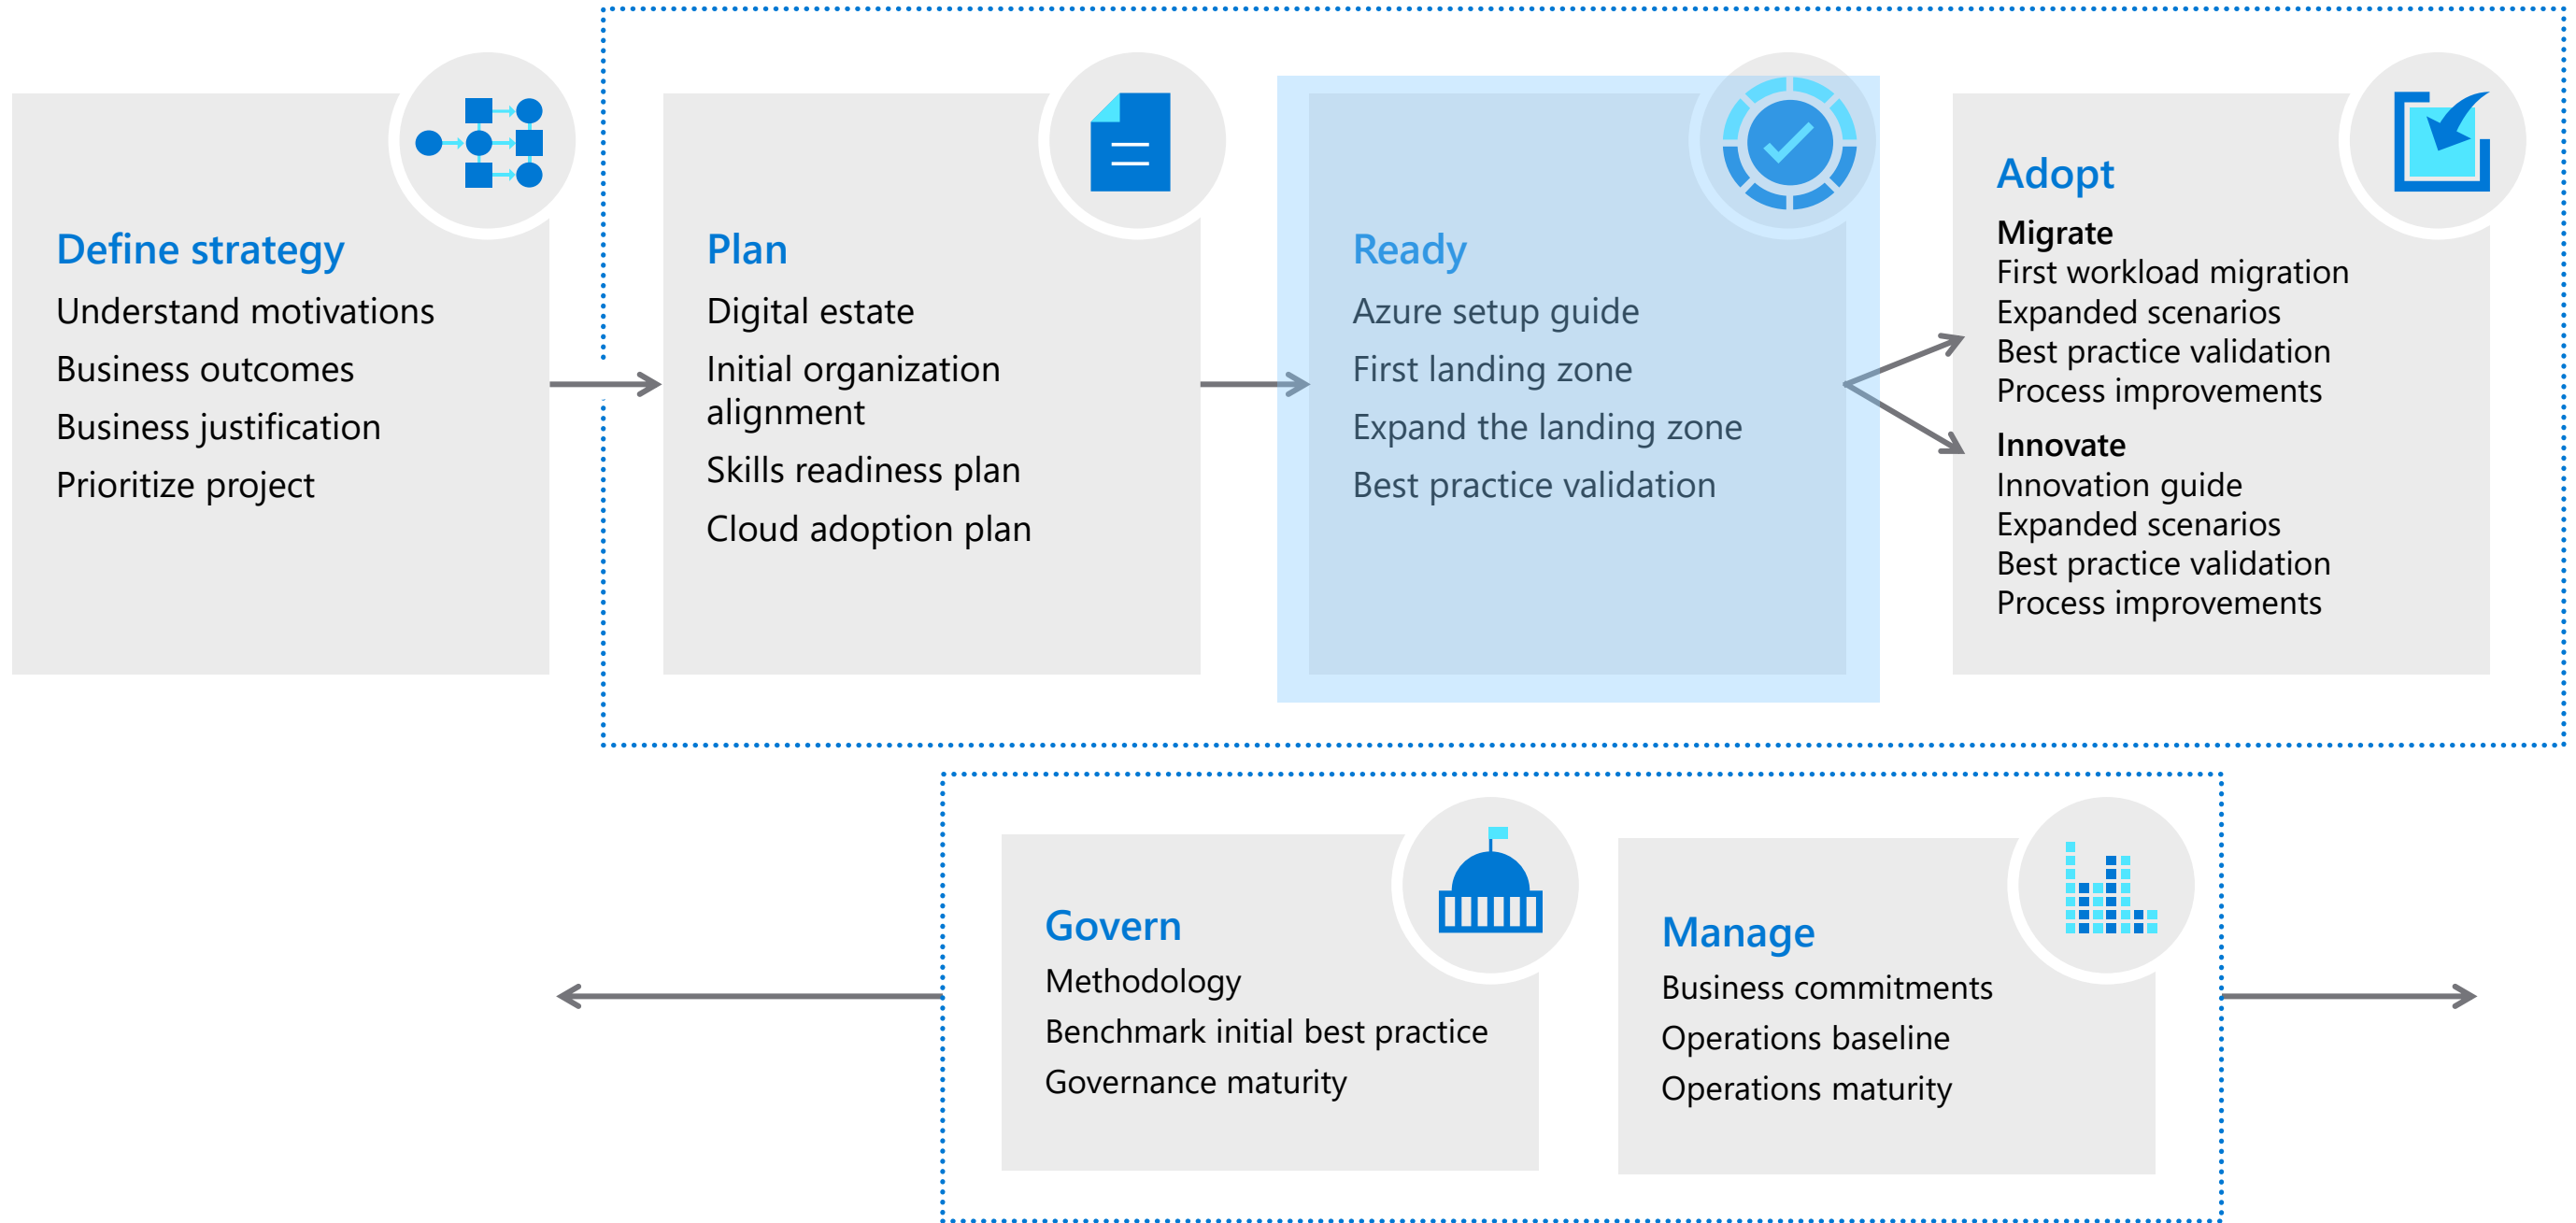 Define strategy
Understand motivations
Business outcomes
Business justification
Prioritize project
Plan
Digital estate
Initial organization
alignment
Skills readiness plan
Cloud adoption plan
Ready
Azure setup guide
First landing zone
Expand the landing zone
Best practice validation
Adopt
Migrate
First workload migration
Expanded scenarios
Best practice validation
Process improvements
Innovate
Innovation guide
Expanded scenarios
Best practice validation
Process improvements
Govern
Methodology
Benchmark initial best practice
Governance maturity
Manage
Business commitments
Operations baseline
Operations maturity